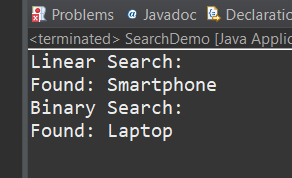 Problems @ Javadoc Declaratio
<terminated> SearchDemo [Java Applic
Linear Search:
Found: Smartphone
Binary Search:
Found: Laptop